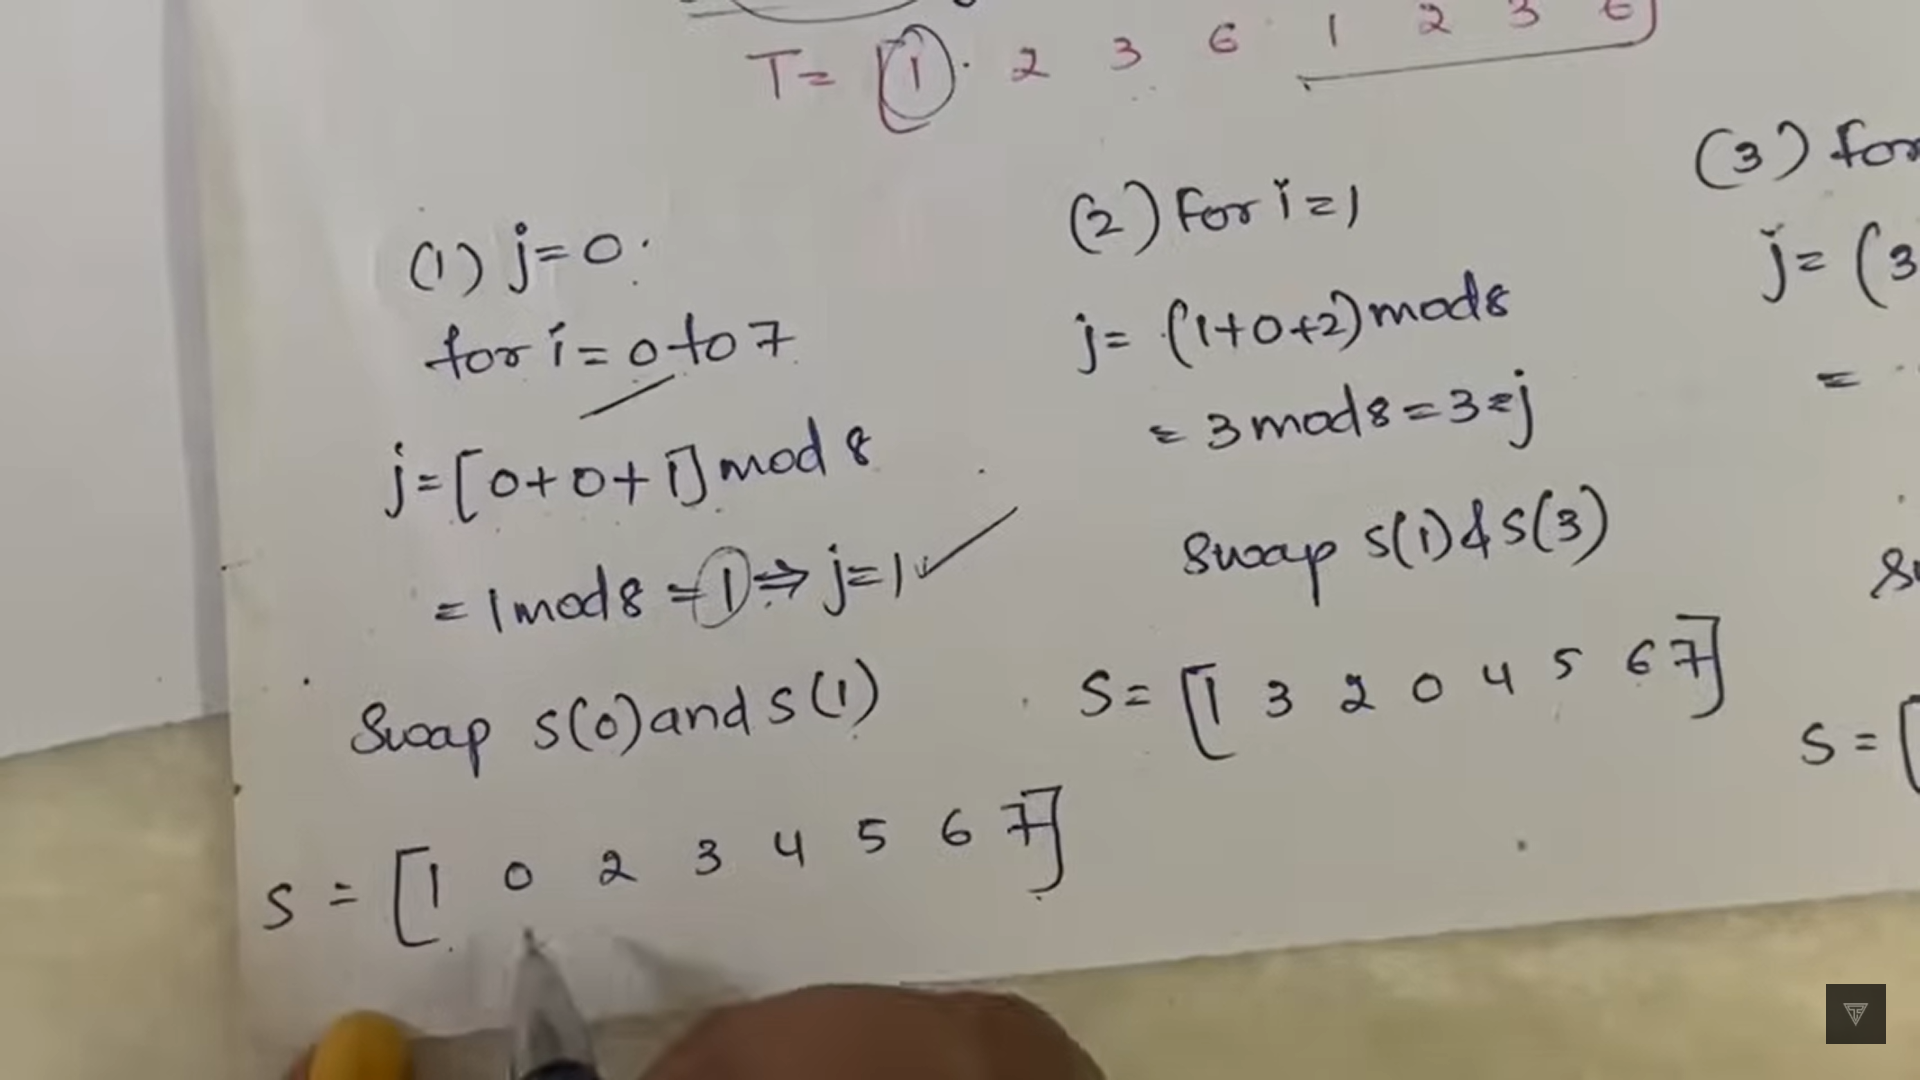 T= [1 2 3 6 1 2 3 6]
(1) j=0.
for i=0 to 7
j=[0+0+1] mod 8
= 1 mod 8 = 1 ⇒ j=1 ✓
Swap S(0) and S(1)
S = [1 0 2 3 4 5 6 7]
(2) For i=1
j= (1+0+2) mod 8
= 3 mod 8 = 3 = j
Swap S(1) & S(3)
S= [1 3 2 0 4 5 6 7]
(3) for
j= (3
=
S= [